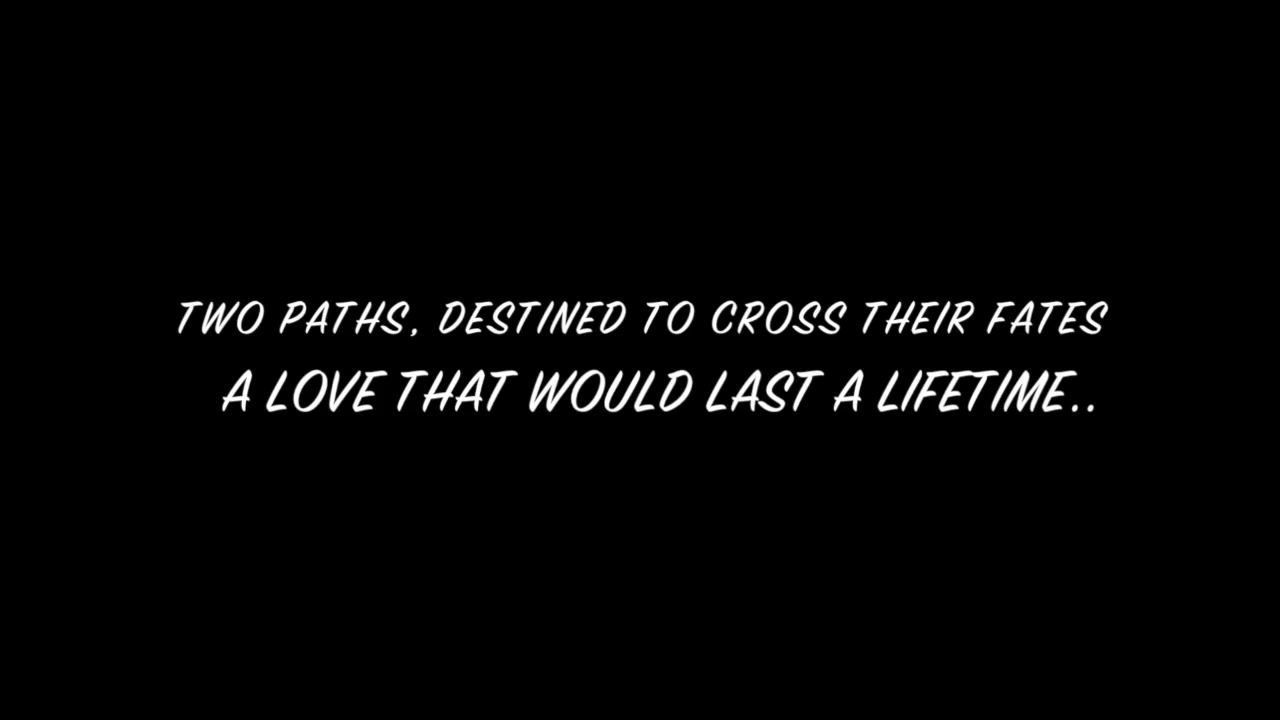 TWO PATHS, DESTINED TO CROSS THEIR FATES
A LOVE THAT WOULD LAST A LIFETIME..